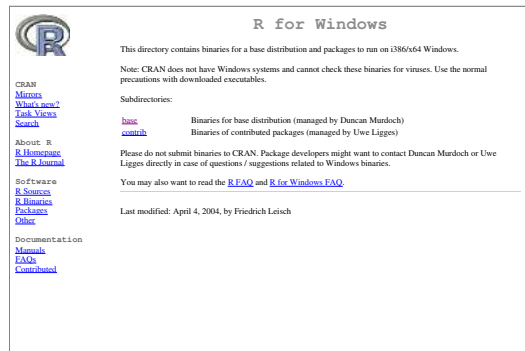 R
CRAN
Mirrors
What's new?
Task Views
Search
About R
R Homepage
The R Journal
Software
R Sources
R Binaries
Packages
Other
Documentation
Manuals
FAQs
Contributed
R for Windows
This directory contains binaries for a base distribution and packages to run on i386/x64 Windows.
Note: CRAN does not have Windows systems and cannot check these binaries for viruses. Use the normal
precautions with downloaded executables.
Subdirectories:
base Binaries for base distribution (managed by Duncan Murdoch)
contrib Binaries of contributed packages (managed by Uwe Ligges)
Please do not submit binaries to CRAN. Package developers might want to contact Duncan Murdoch or Uwe
Ligges directly in case of questions / suggestions related to Windows binaries.
You may also want to read the R FAQ and R for Windows FAQ.
Last modified: April 4, 2004, by Friedrich Leisch